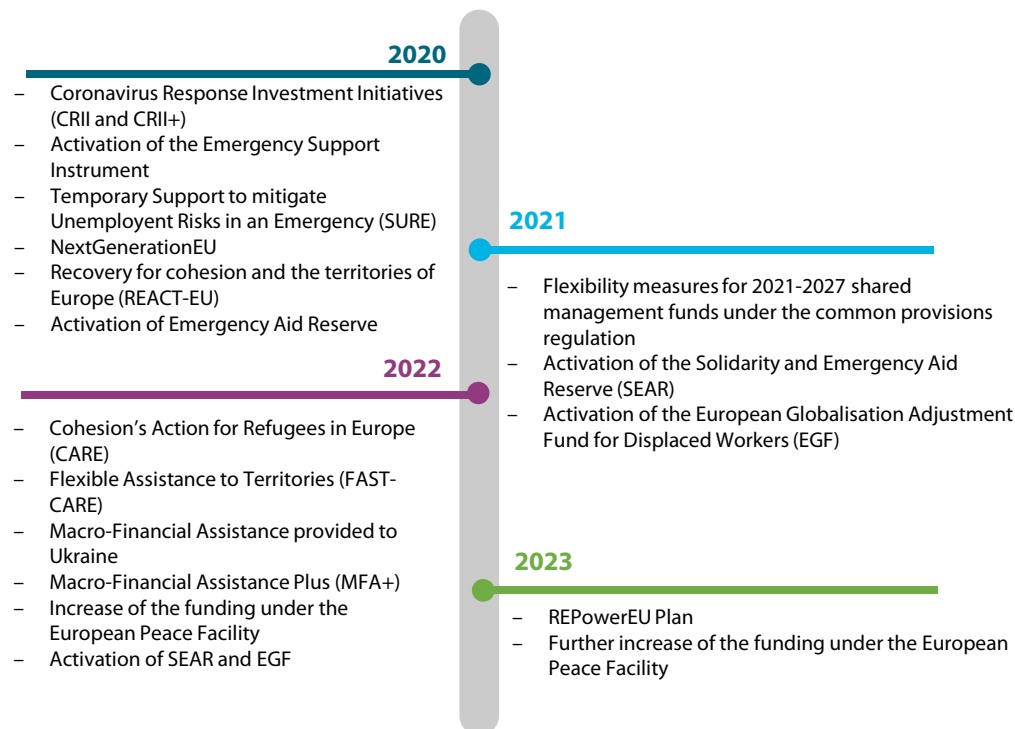 2020
– Coronavirus Response Investment Initiatives
(CRII and CRII+)
– Activation of the Emergency Support
Instrument
– Temporary Support to mitigate
Unemployent Risks in an Emergency (SURE)
– NextGenerationEU
– Recovery for cohesion and the territories of
Europe (REACT-EU)
– Activation of Emergency Aid Reserve
2021
– Flexibility measures for 2021-2027 shared
management funds under the common provisions
regulation
– Activation of the Solidarity and Emergency Aid
Reserve (SEAR)
– Activation of the European Globalisation Adjustment
Fund for Displaced Workers (EGF)
2022
– Cohesion’s Action for Refugees in Europe
(CARE)
– Flexible Assistance to Territories (FAST-
CARE)
– Macro-Financial Assistance provided to
Ukraine
– Macro-Financial Assistance Plus (MFA+)
– Increase of the funding under the
European Peace Facility
– Activation of SEAR and EGF
2023
– REPowerEU Plan
– Further increase of the funding under the European
Peace Facility